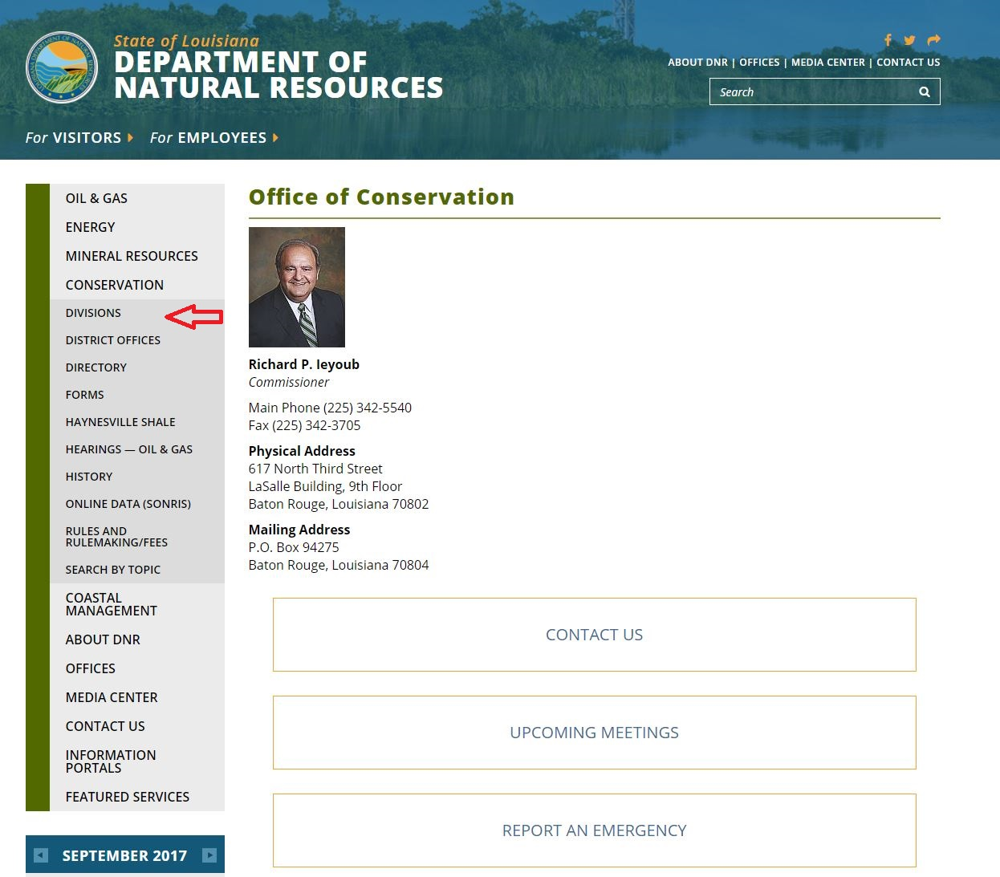 State of Louisiana
DEPARTMENT OF
NATURAL RESOURCES
ABOUT DNR | OFFICES | MEDIA CENTER | CONTACT US
Search
For VISITORS For EMPLOYEES
OIL & GAS
ENERGY
MINERAL RESOURCES
CONSERVATION
DIVISIONS
DISTRICT OFFICES
DIRECTORY
FORMS
HAYNESVILLE SHALE
HEARINGS — OIL & GAS
HISTORY
ONLINE DATA (SONRIS)
RULES AND
RULEMAKING/FEES
SEARCH BY TOPIC
COASTAL
MANAGEMENT
ABOUT DNR
OFFICES
MEDIA CENTER
CONTACT US
INFORMATION
PORTALS
FEATURED SERVICES
SEPTEMBER 2017
Office of Conservation
Richard P. Ieyoub
Commissioner
Main Phone (225) 342-5540
Fax (225) 342-3705
Physical Address
617 North Third Street
LaSalle Building, 9th Floor
Baton Rouge, Louisiana 70802
Mailing Address
P.O. Box 94275
Baton Rouge, Louisiana 70804
CONTACT US
UPCOMING MEETINGS
REPORT AN EMERGENCY